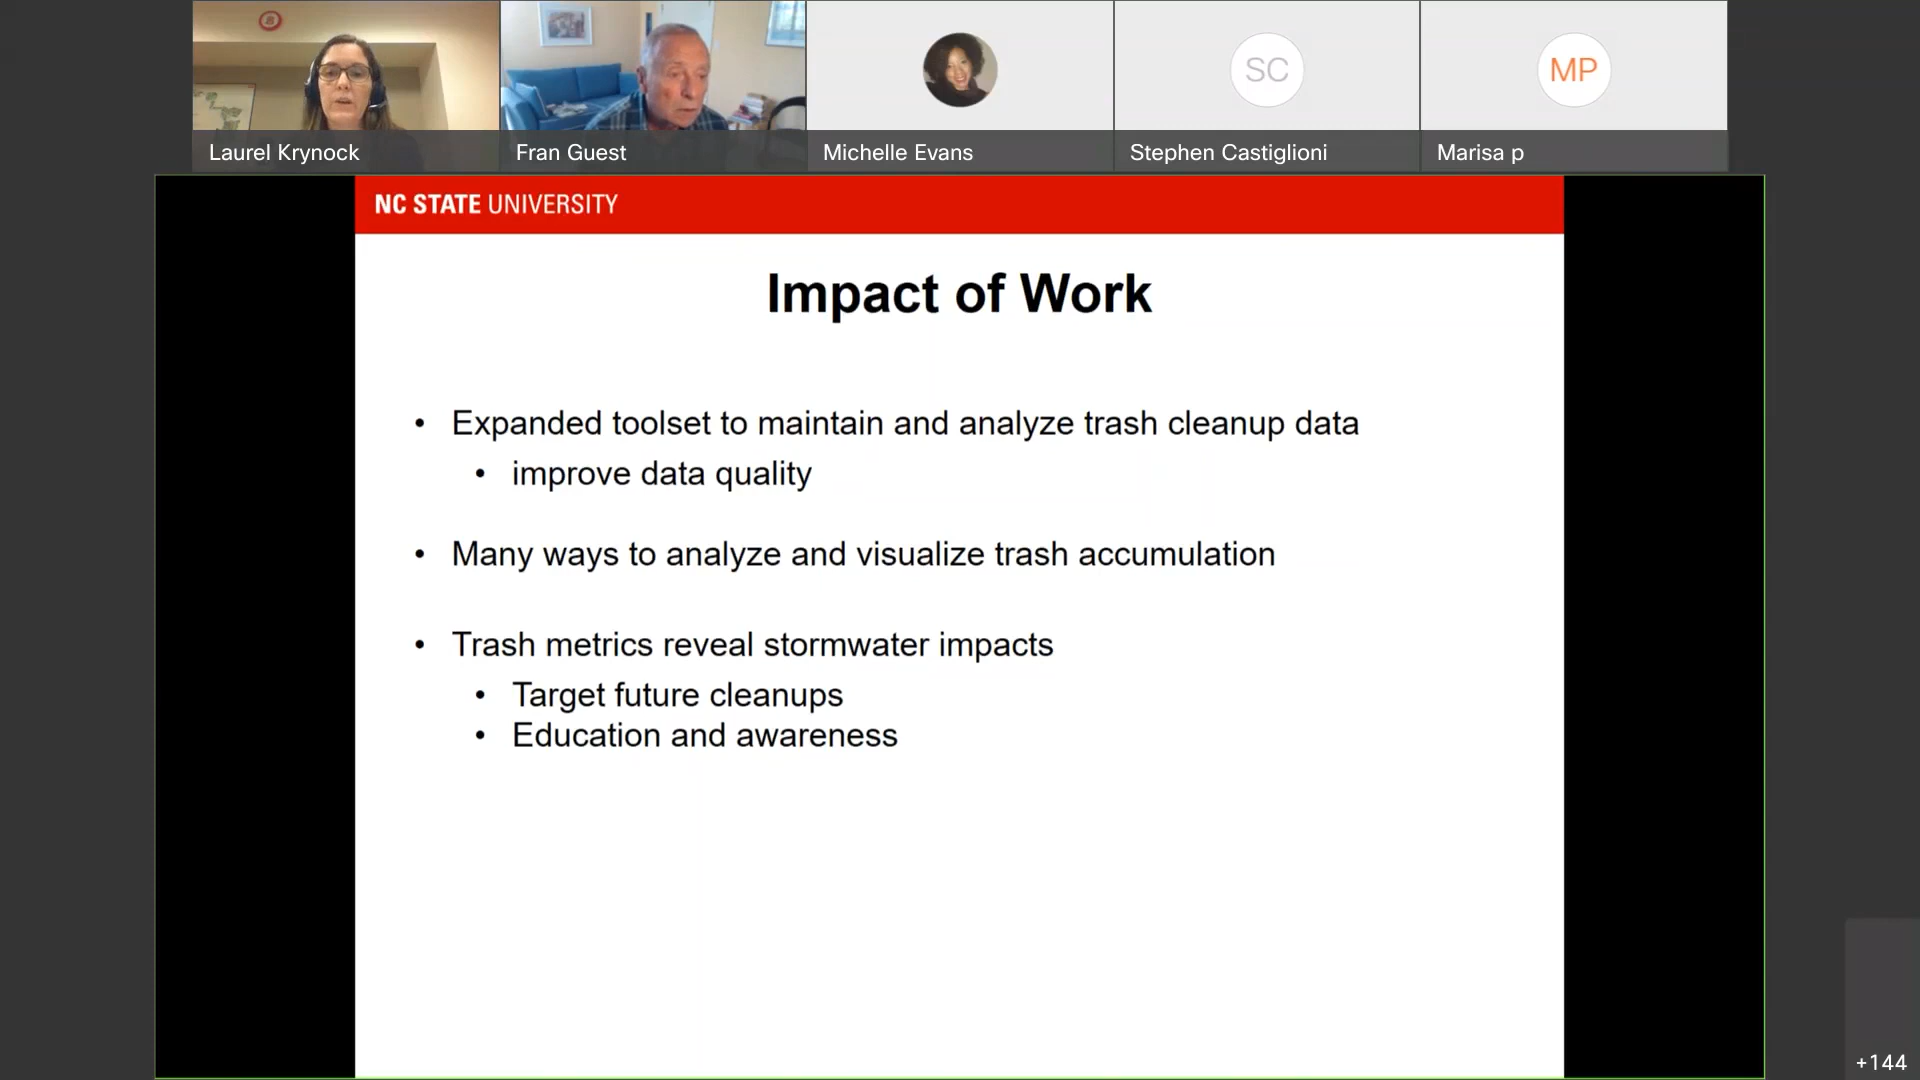 Laurel Krynock
Fran Guest
Michelle Evans
SC
Stephen Castiglioni
MP
Marisa p
NC STATE UNIVERSITY
Impact of Work
• Expanded toolset to maintain and analyze trash cleanup data
• improve data quality
• Many ways to analyze and visualize trash accumulation
• Trash metrics reveal stormwater impacts
• Target future cleanups
• Education and awareness
+144